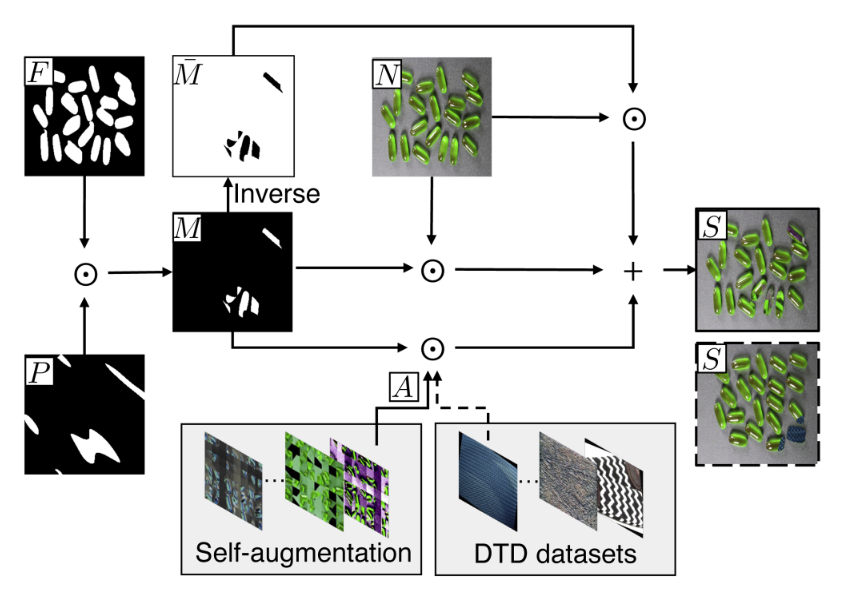 F
M̄
N
Inverse
M
S
⊙
⊙
⊙
+
⊙
P
S
A
...
...
Self-augmentation
DTD datasets